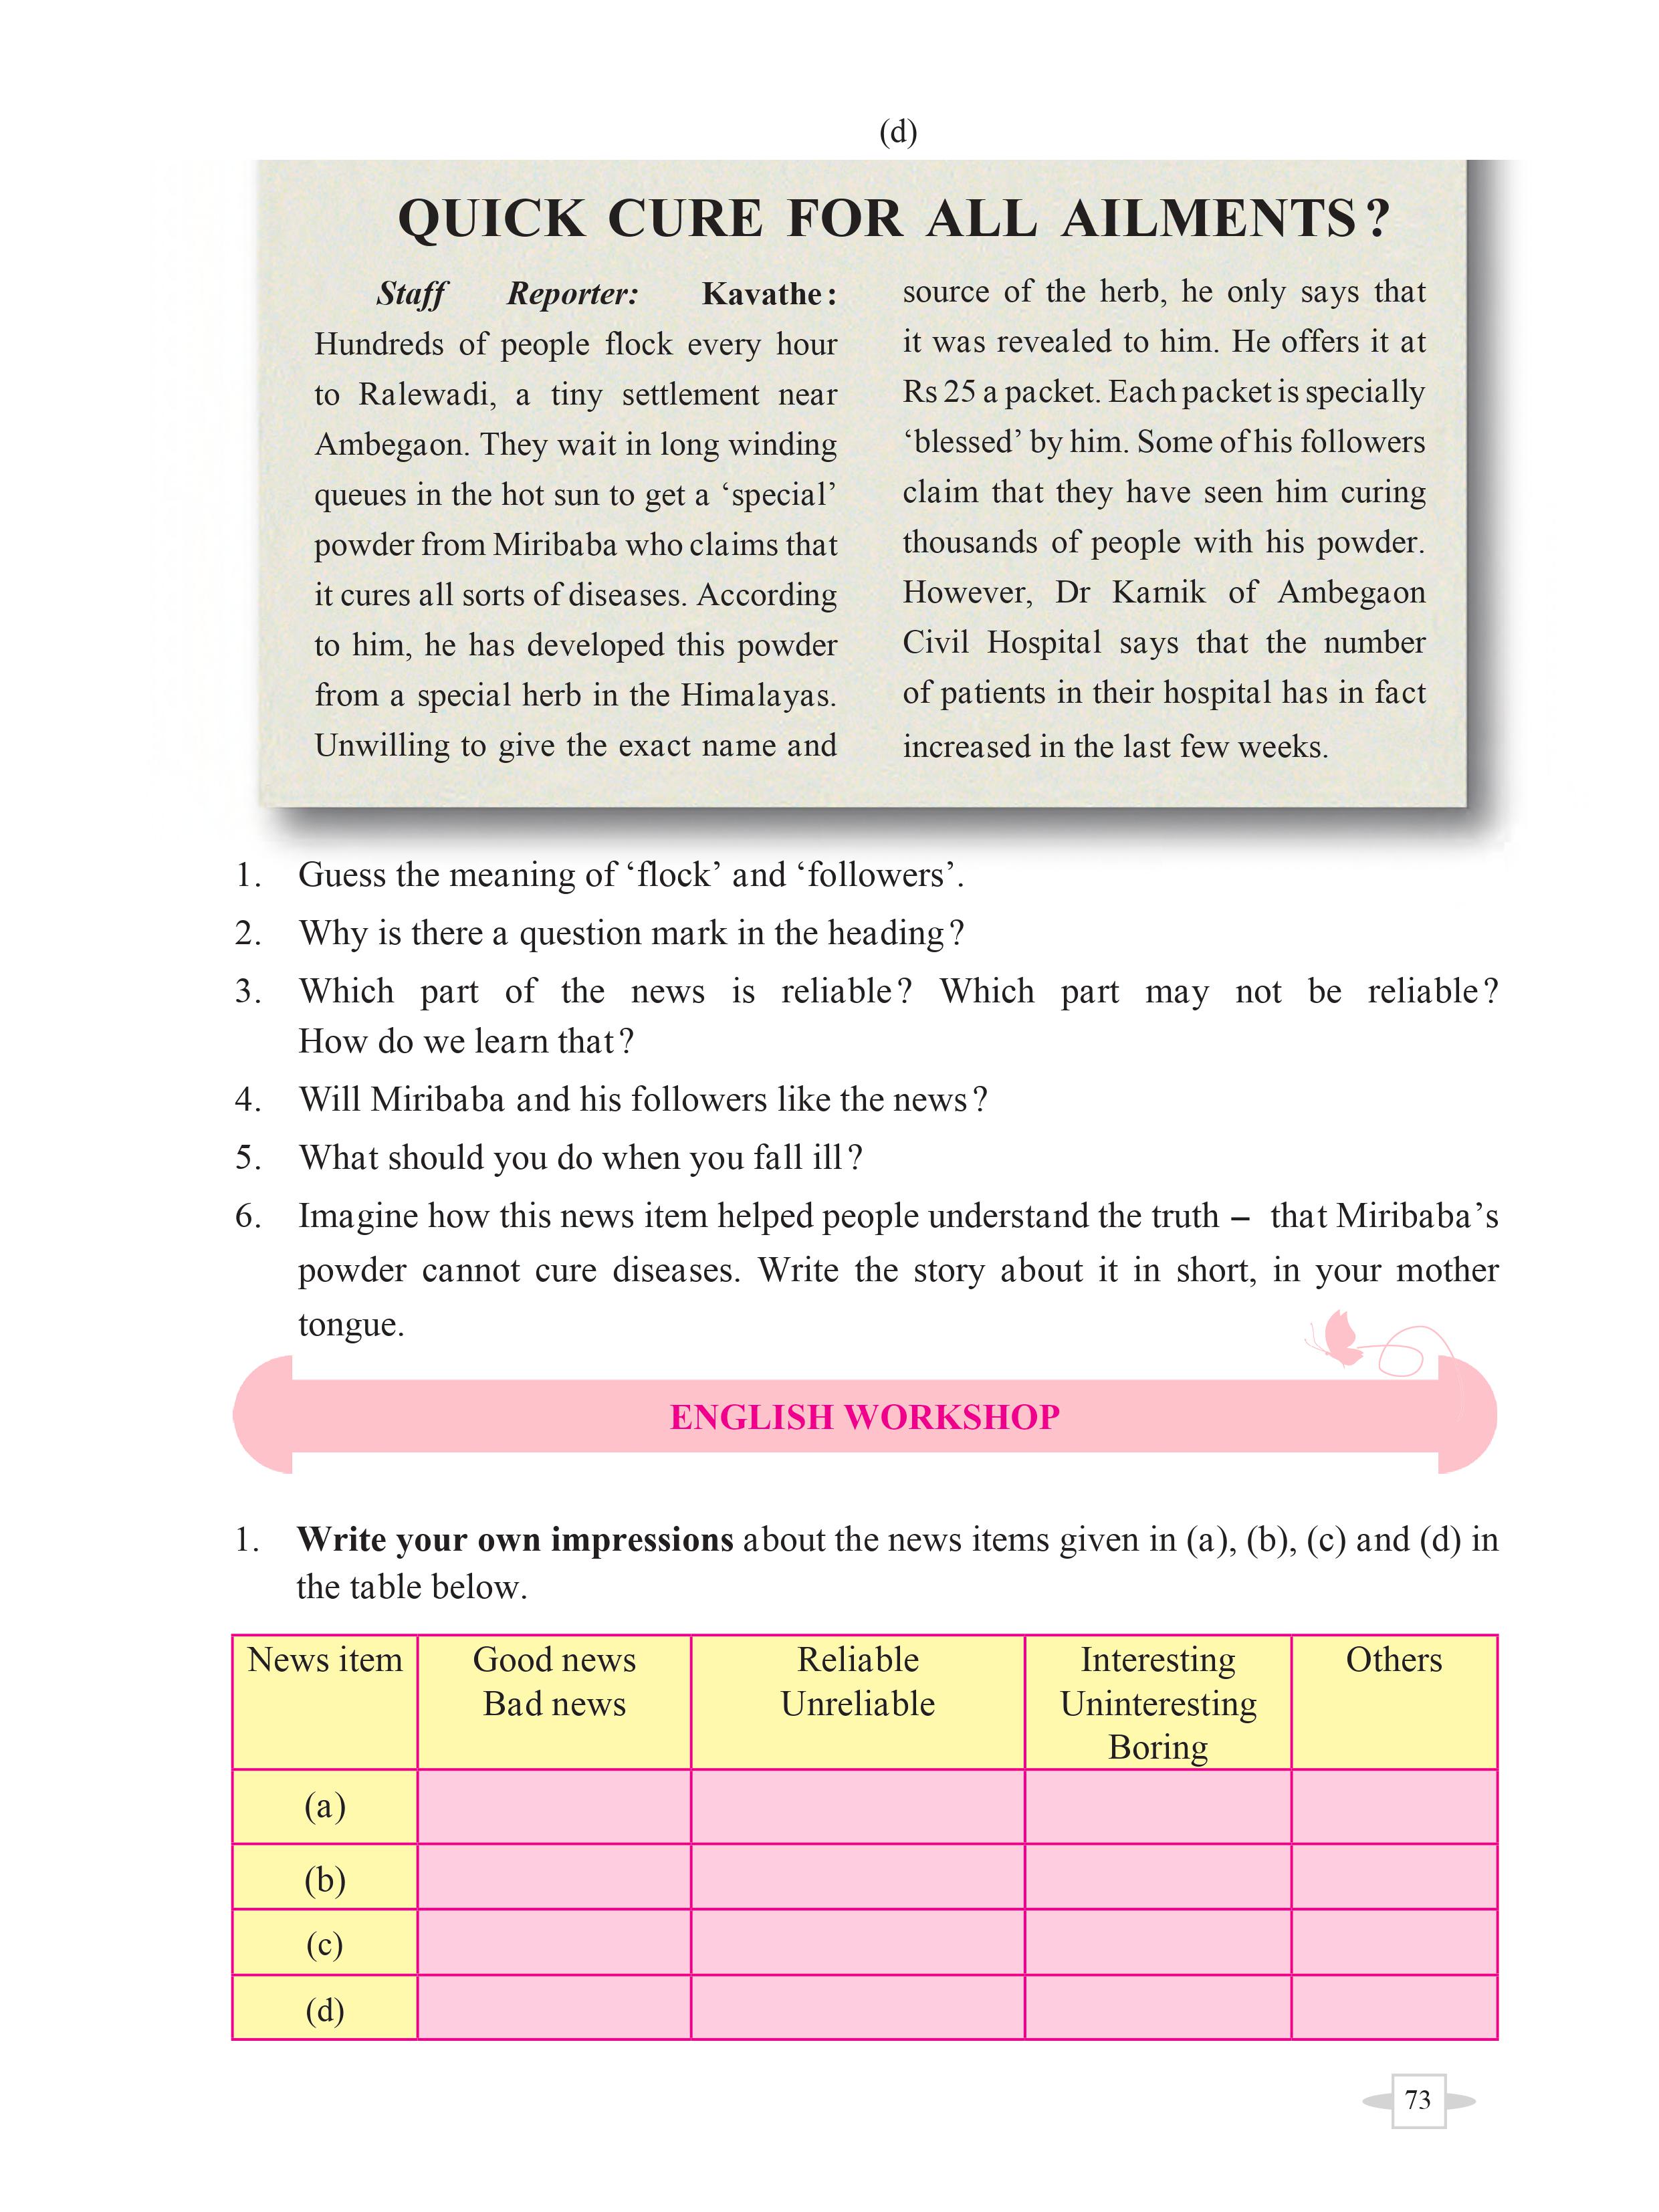 (d)
QUICK CURE FOR ALL AILMENTS?
Staff Reporter: Kavathe:
Hundreds of people flock every hour
to Ralewadi, a tiny settlement near
Ambegaon. They wait in long winding
queues in the hot sun to get a ‘special’
powder from Miribaba who claims that
it cures all sorts of diseases. According
to him, he has developed this powder
from a special herb in the Himalayas.
Unwilling to give the exact name and
source of the herb, he only says that
it was revealed to him. He offers it at
Rs 25 a packet. Each packet is specially
‘blessed’ by him. Some of his followers
claim that they have seen him curing
thousands of people with his powder.
However, Dr Karnik of Ambegaon
Civil Hospital says that the number
of patients in their hospital has in fact
increased in the last few weeks.
1. Guess the meaning of ‘flock’ and ‘followers’.
2. Why is there a question mark in the heading?
3. Which part of the news is reliable? Which part may not be reliable?
How do we learn that?
4. Will Miribaba and his followers like the news?
5. What should you do when you fall ill?
6. Imagine how this news item helped people understand the truth – that Miribaba’s
powder cannot cure diseases. Write the story about it in short, in your mother
tongue.
ENGLISH WORKSHOP
1. Write your own impressions about the news items given in (a), (b), (c) and (d) in
the table below.
News item
Good news
Bad news
Reliable
Unreliable
Interesting
Uninteresting
Boring
Others
(a)
(b)
(c)
(d)
73